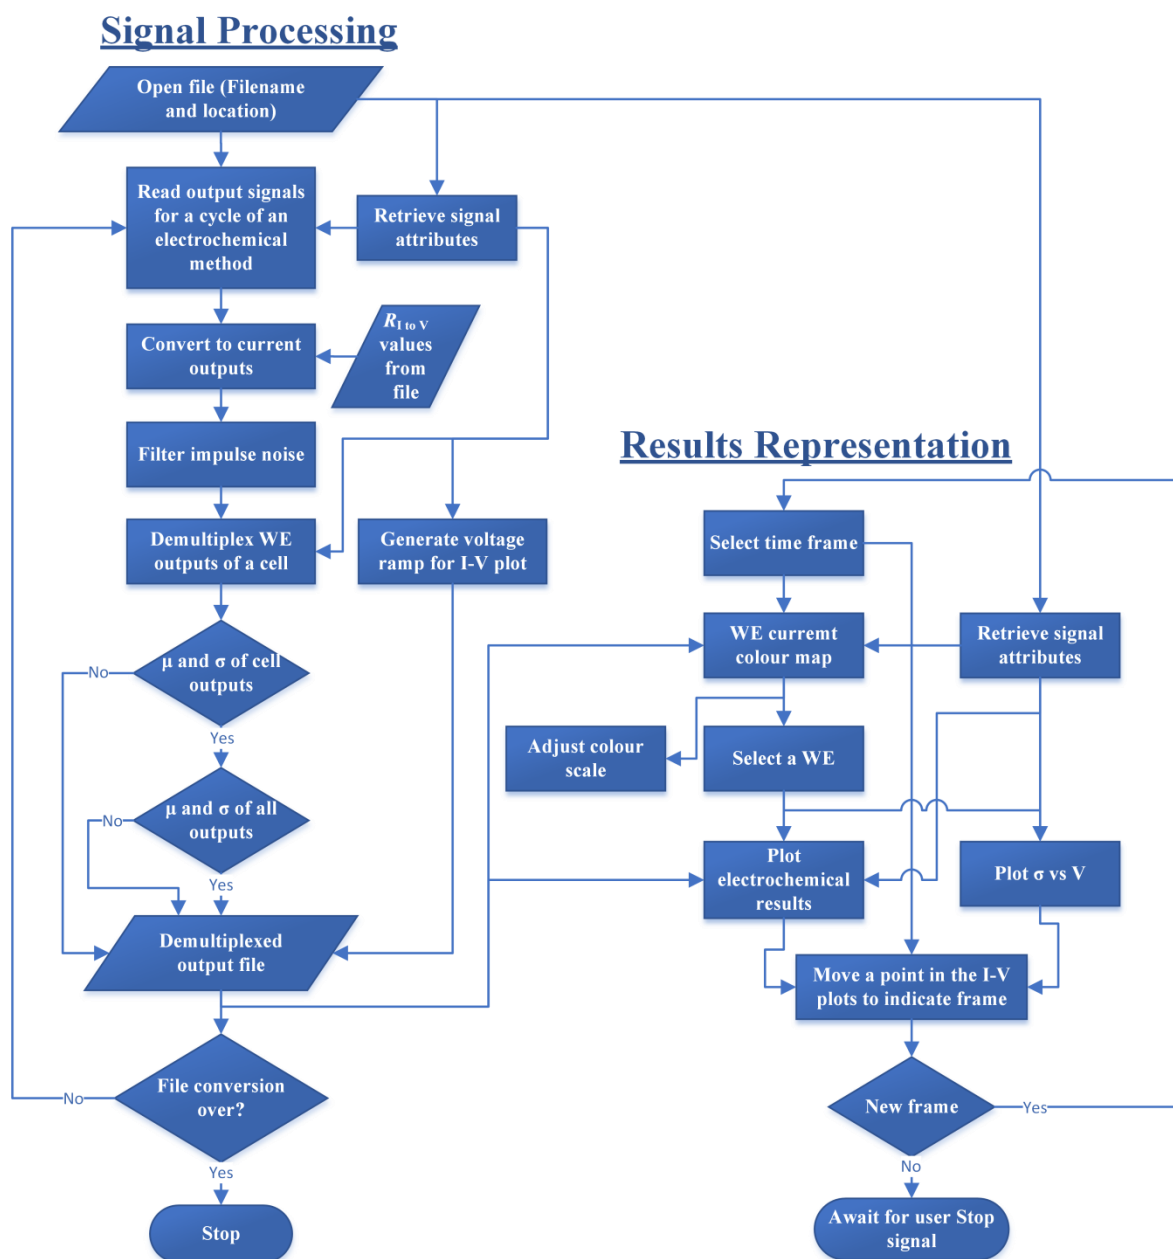 Signal Processing
Open file (Filename
and location)
Read output signals
for a cycle of an
electrochemical
method
Retrieve signal
attributes
Convert to current
outputs
R I to V
values
from
file
Filter impulse noise
Demultiplex WE
outputs of a cell
Generate voltage
ramp for I-V plot
μ and σ of cell
outputs
No
Yes
μ and σ of all
outputs
No
Yes
Demultiplexed
output file
File conversion
over?
No
Yes
Stop
Results Representation
Select time frame
WE curremt
colour map
Retrieve signal
attributes
Adjust colour
scale
Select a WE
Plot
electrochemical
results
Plot σ vs V
Move a point in the I-V
plots to indicate frame
New frame
Yes
No
Await for user Stop
signal